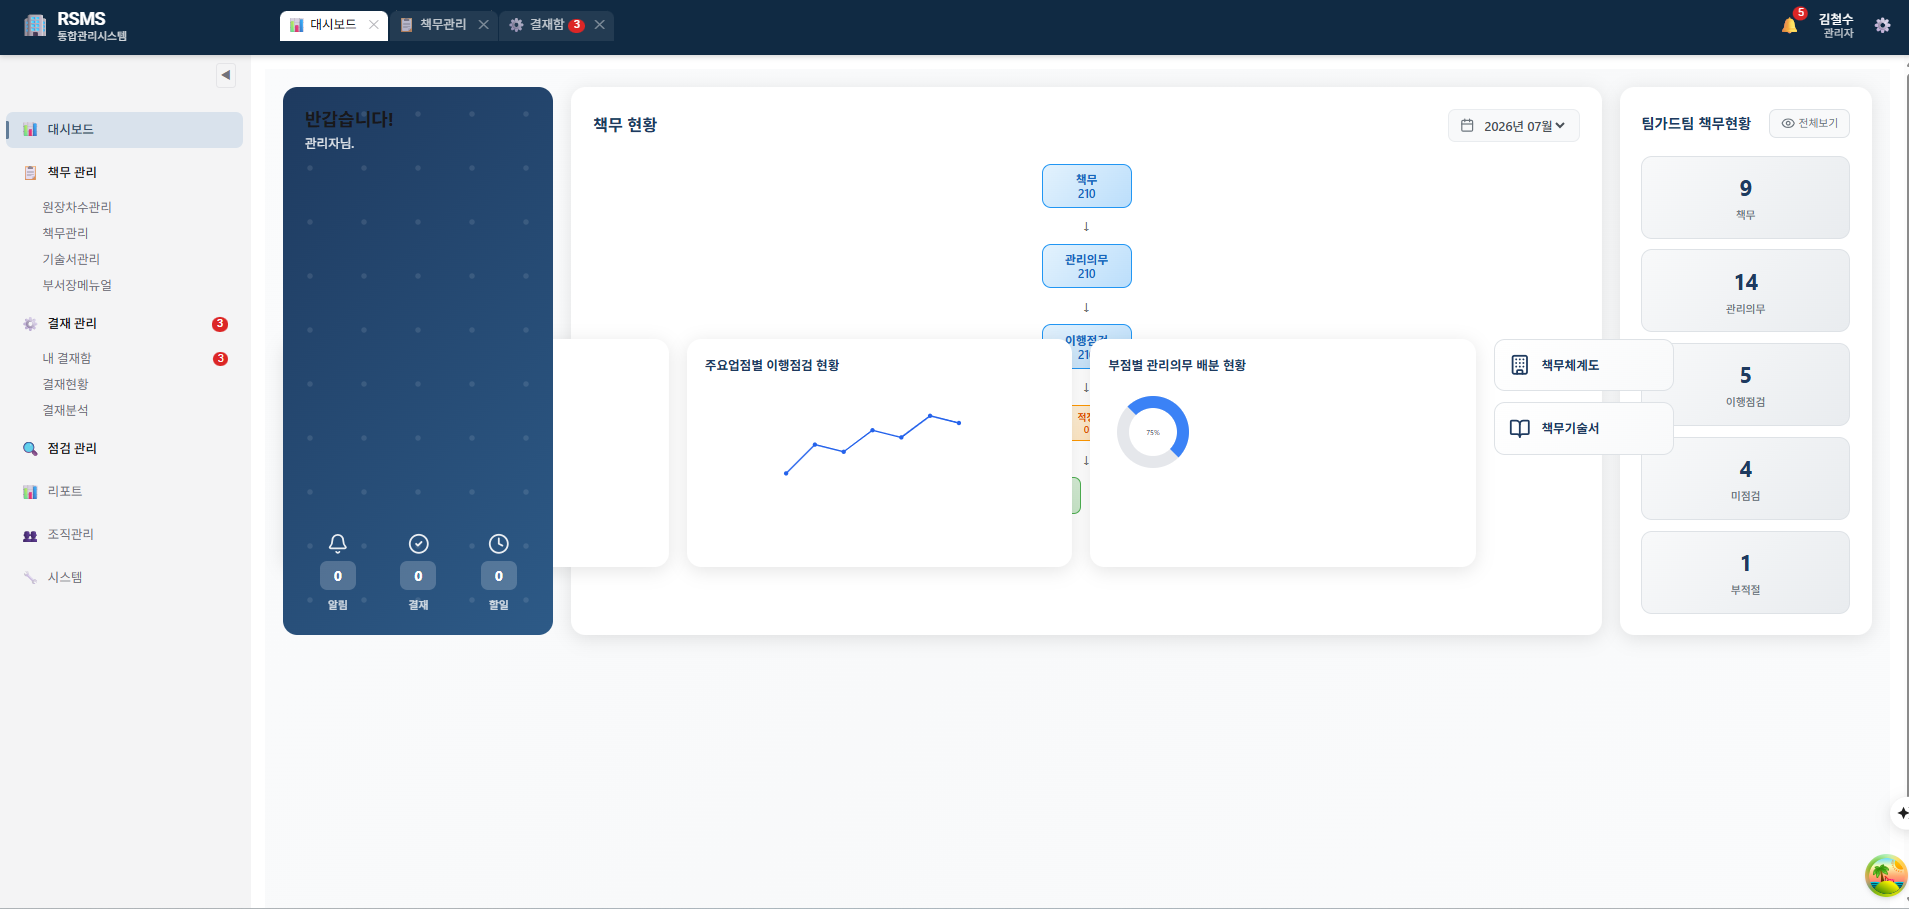 RSMS
통합관리시스템
대시보드
책무관리
결재함 3
5
김철수
관리자
대시보드
책무 관리
원장차수관리
책무관리
기술서관리
부서장메뉴얼
결재 관리 3
내 결재함 3
결재현황
결재분석
점검 관리
리포트
조직관리
시스템
반갑습니다!
관리자님.
0
알림
0
결재
0
할일
책무 현황
2026년 07월
책무
210
↓
관리의무
210
↓
이행점검
↓
0
↓
주요업점별 이행점검 현황
부점별 관리의무 배분 현황
75%
책무체계도
책무기술서
팀가드팀 책무현황
전체보기
9
책무
14
관리의무
5
이행점검
4
미점검
1
부적절